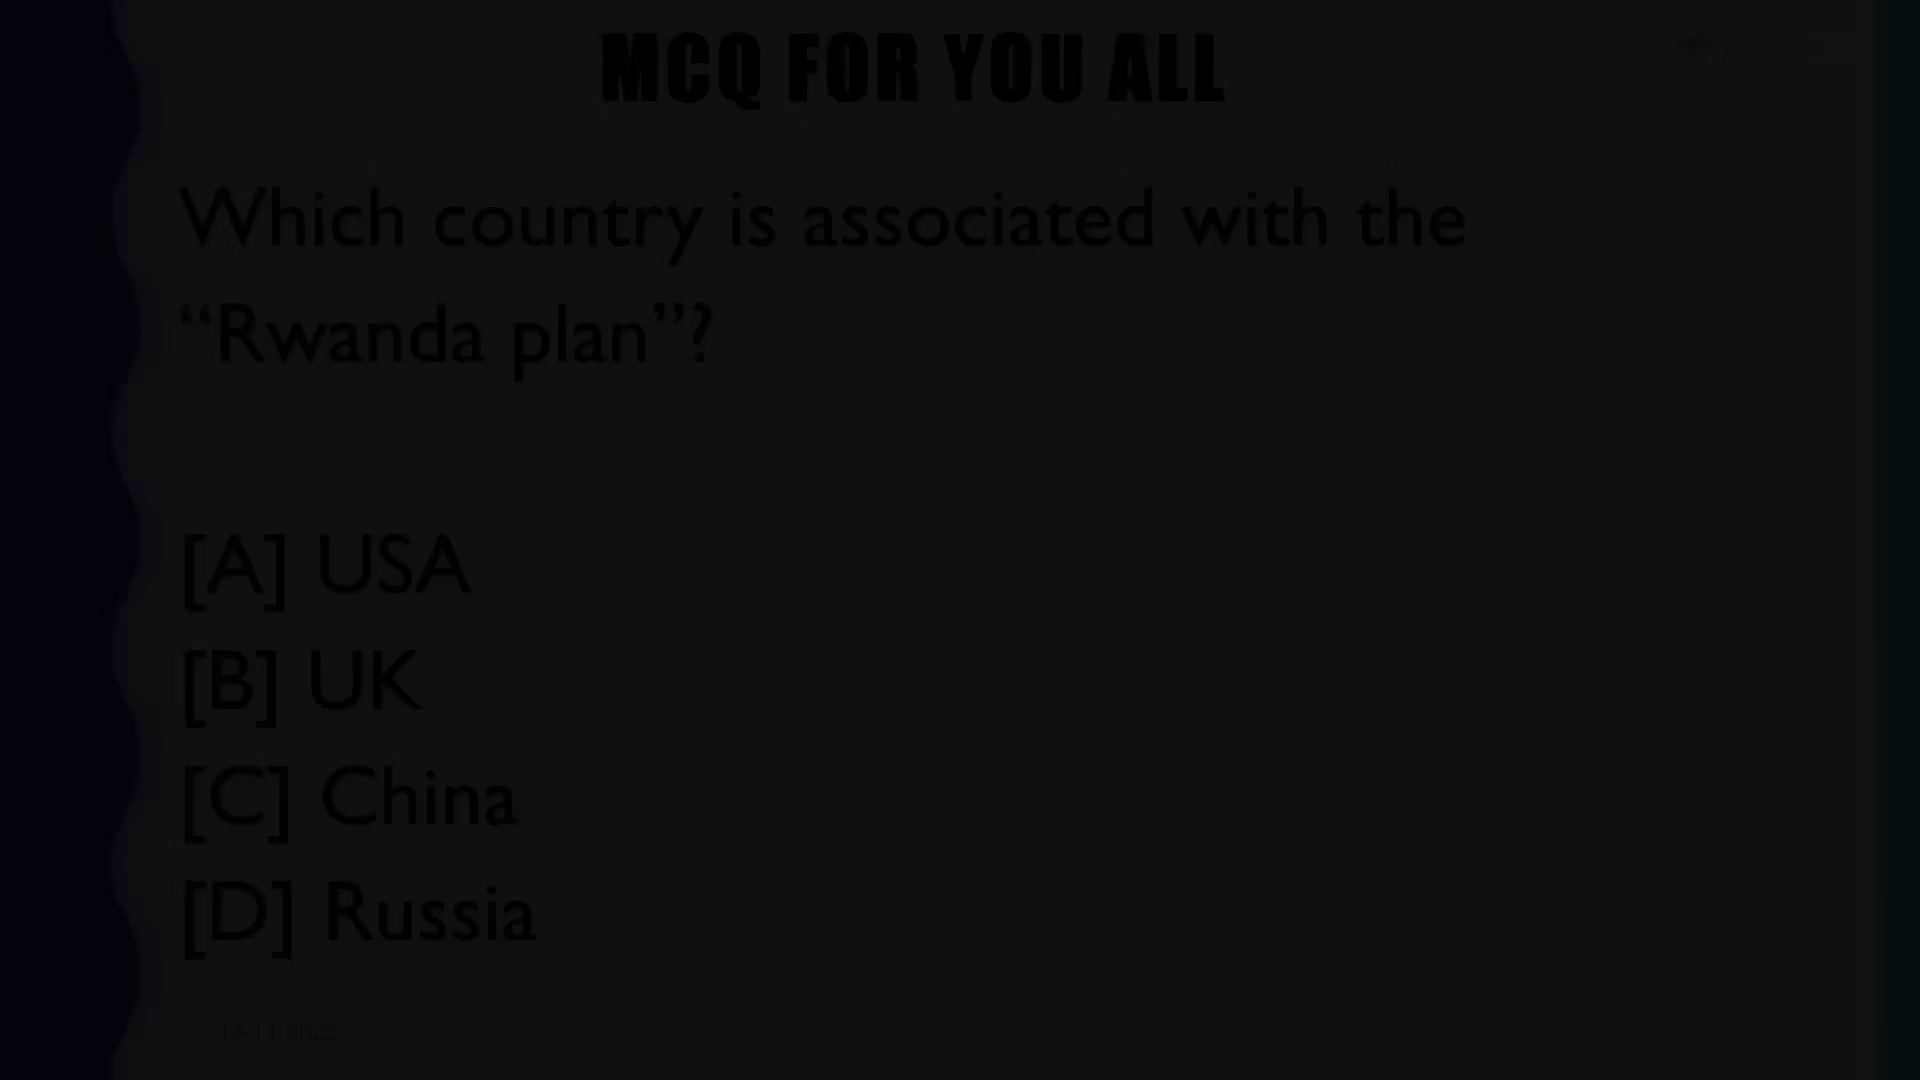 MCQ FOR YOU ALL
Which country is associated with the
“Rwanda plan”?
[A] USA
[B] UK
[C] China
[D] Russia